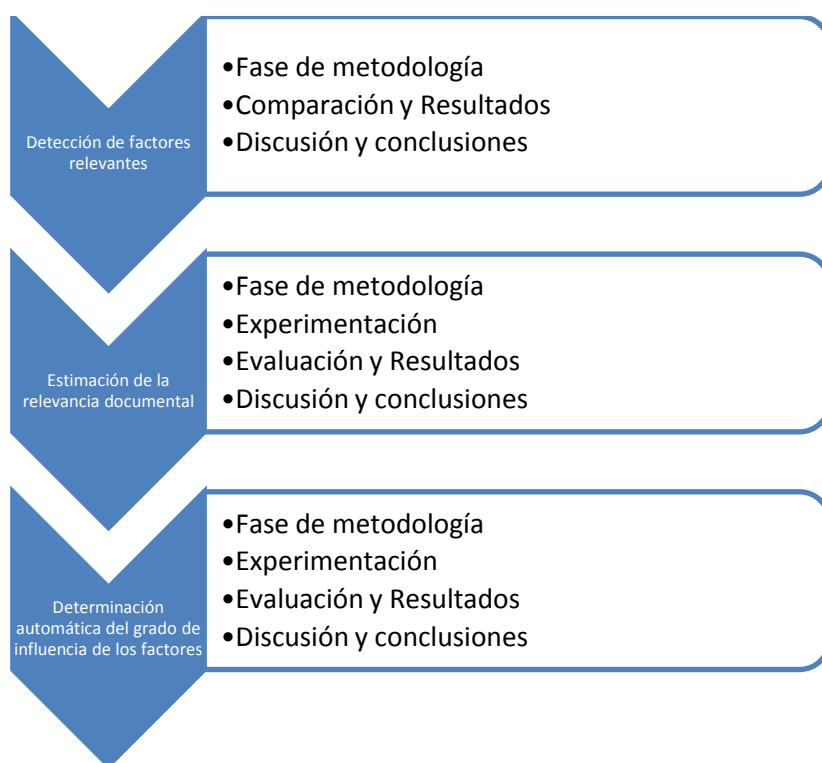 Detección de factores
relevantes
•Fase de metodología
•Comparación y Resultados
•Discusión y conclusiones
Estimación de la
relevancia documental
•Fase de metodología
•Experimentación
•Evaluación y Resultados
•Discusión y conclusiones
Determinación
automática del grado de
influencia de los factores
•Fase de metodología
•Experimentación
•Evaluación y Resultados
•Discusión y conclusiones